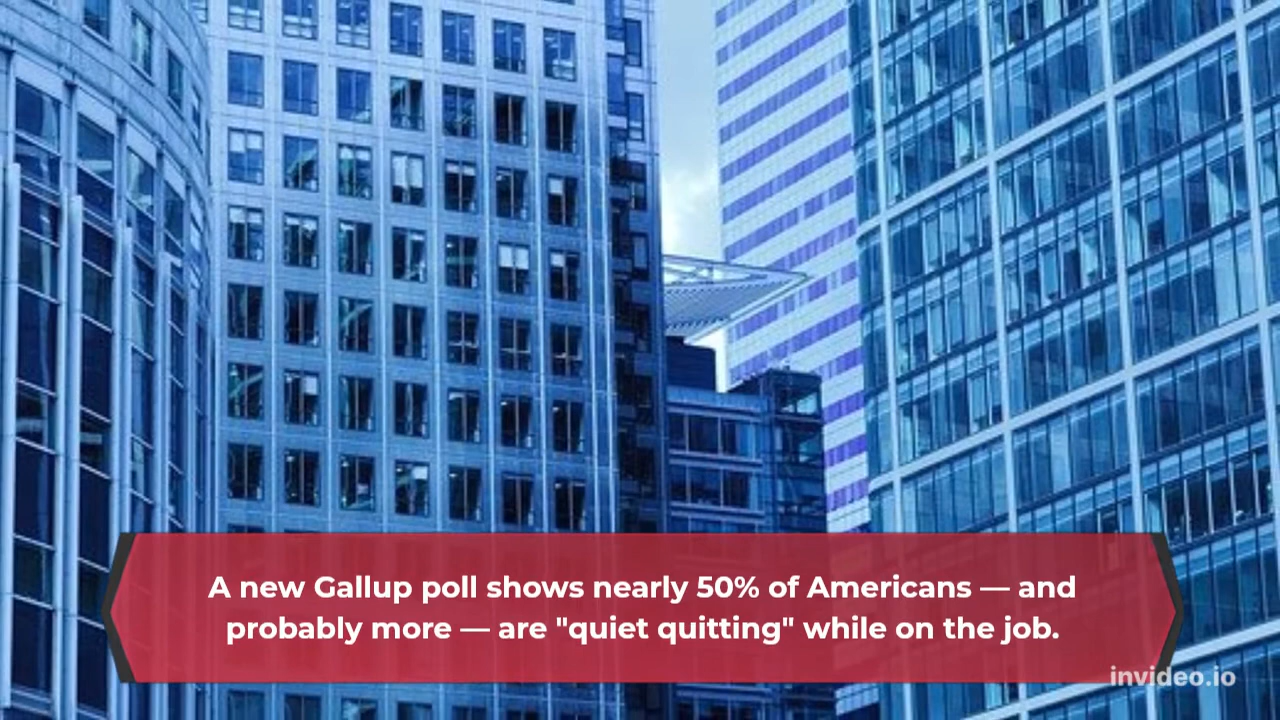 A new Gallup poll shows nearly 50% of Americans — and
probably more — are "quiet quitting" while on the job.
invideo.io